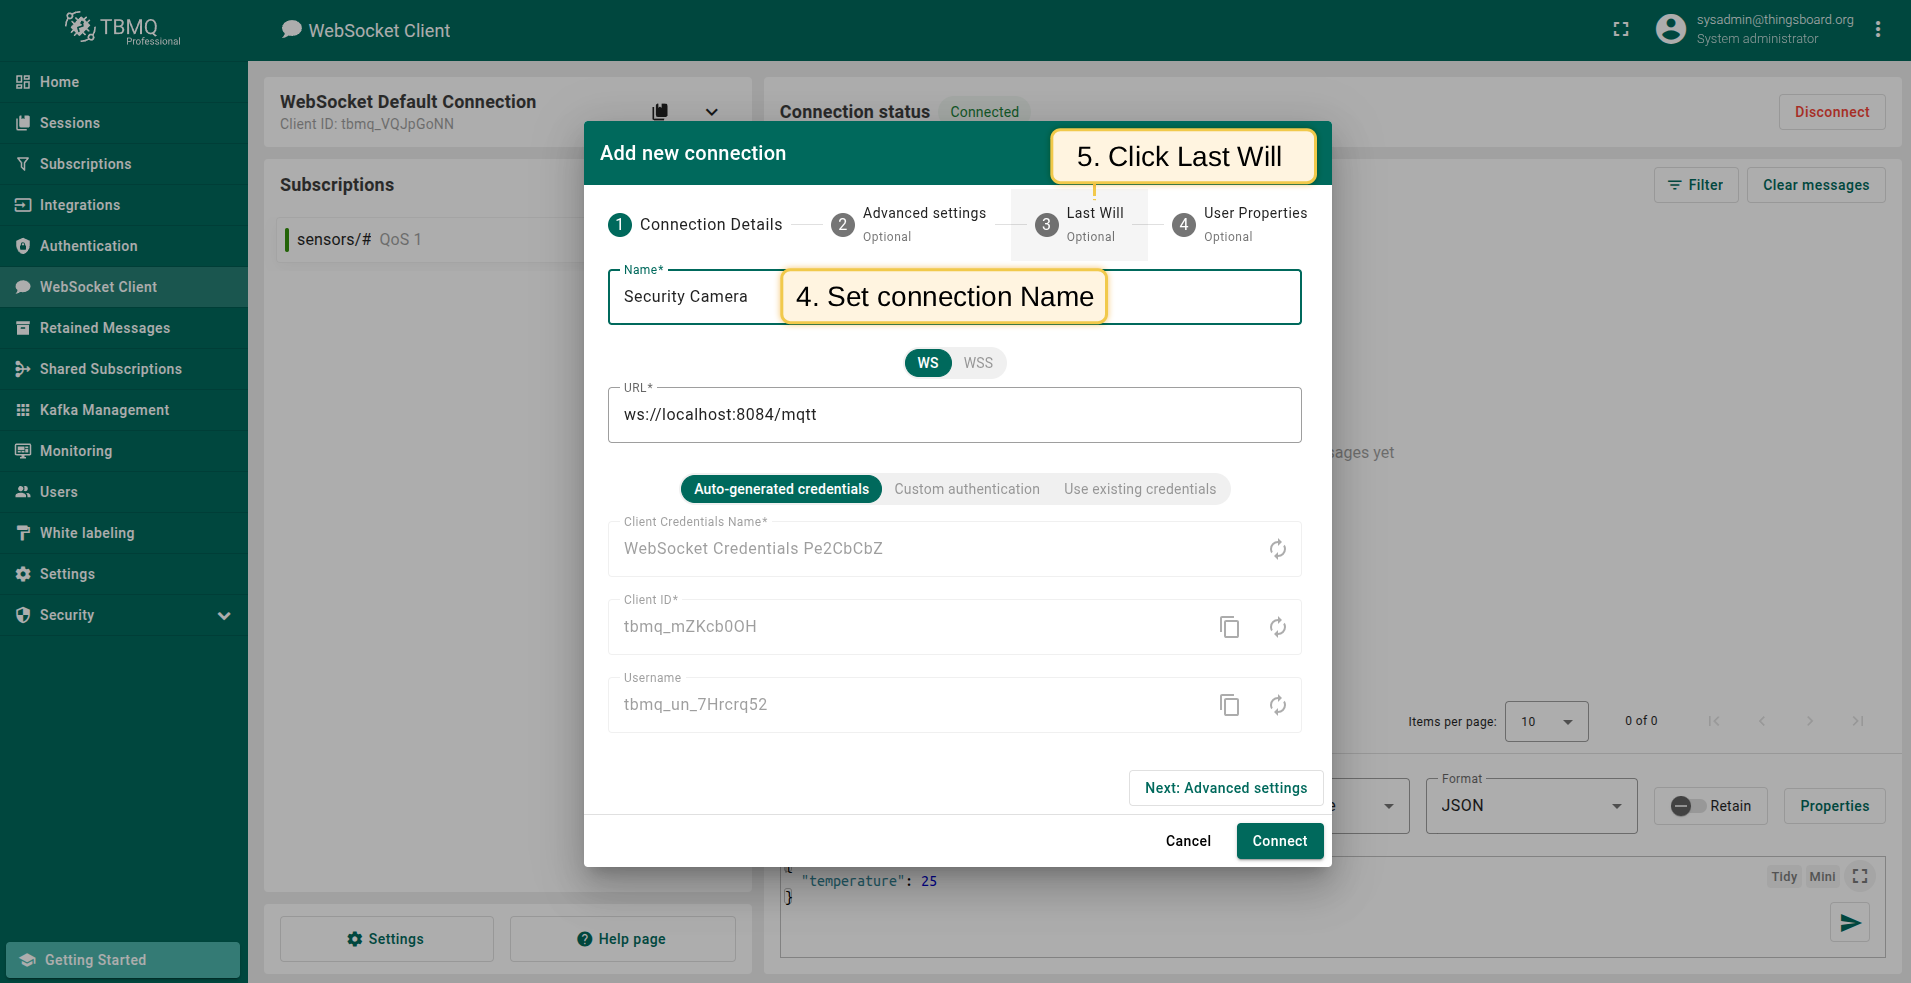 TBMQ
Professional
WebSocket Client
sysadmin@thingsboard.org
System administrator
Home
Sessions
Subscriptions
Integrations
Authentication
WebSocket Client
Retained Messages
Shared Subscriptions
Kafka Management
Monitoring
Users
White labeling
Settings
Security
Getting Started
WebSocket Default Connection
Client ID: tbmq_VQJpGoNN
Connection status
Connected
Disconnect
Subscriptions
sensors/# QoS 1
Filter
Clear messages
Add new connection
5. Click Last Will
1 Connection Details
2 Advanced settings
Optional
3 Last Will
Optional
4 User Properties
Optional
Name*
Security Camera
4. Set connection Name
WS WSS
URL*
ws://localhost:8084/mqtt
Auto-generated credentials Custom authentication Use existing credentials
Client Credentials Name*
WebSocket Credentials Pe2CbCbZ
Client ID*
tbmq_mZKcb0OH
Username
tbmq_un_7Hrcrq52
Next: Advanced settings
Cancel
Connect
yet
Items per page: 10 0 of 0
Format
JSON
Retain
Properties
{
"temperature": 25
}
Tidy Mini
Settings
Help page